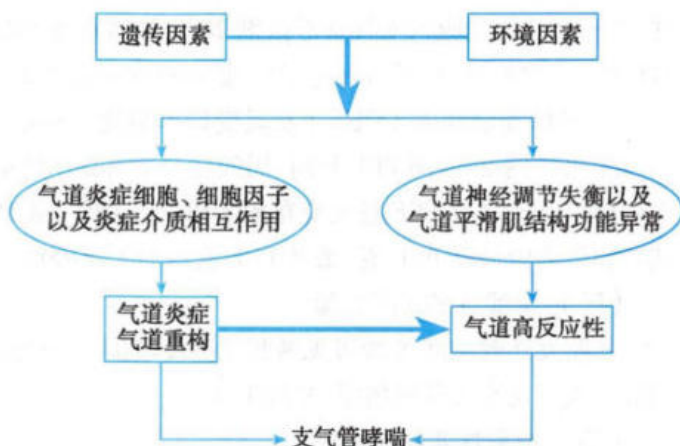 遗传因素
环境因素
气道炎症细胞、细胞因子
以及炎症介质相互作用
气道神经调节失衡以及
气道平滑肌结构功能异常
气道炎症
气道重构
气道高反应性
支气管哮喘